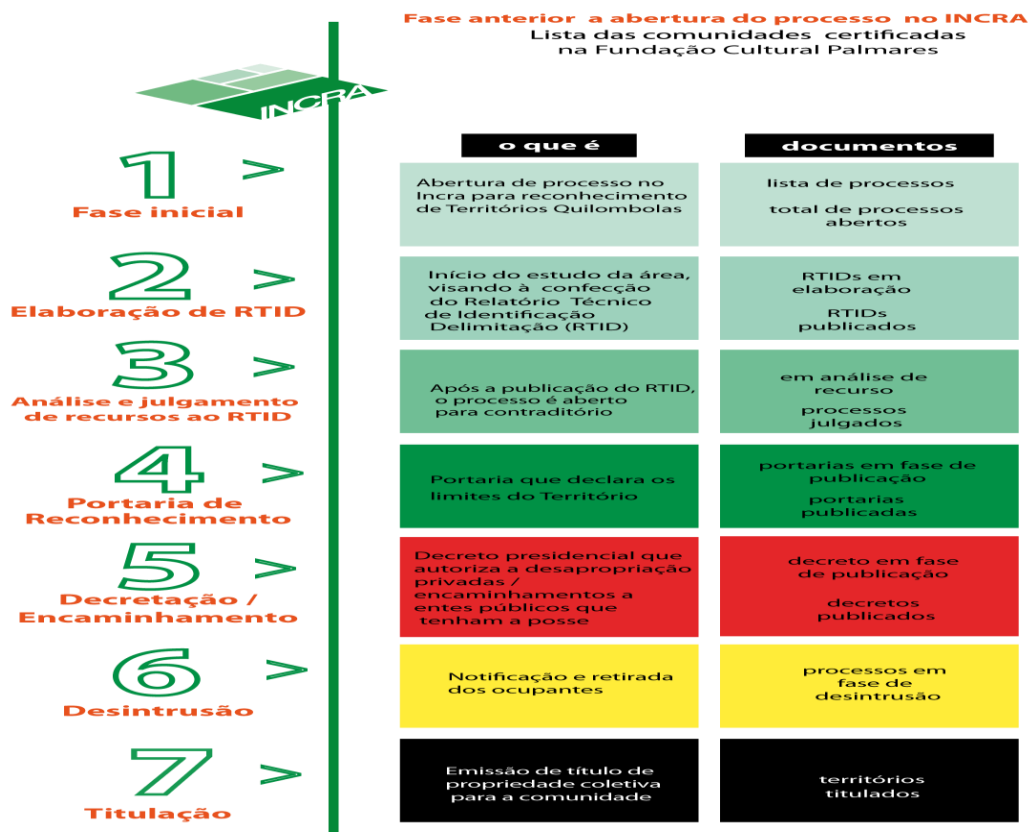 Fase anterior a abertura do processo no INCRA
Lista das comunidades certificadas
na Fundação Cultural Palmares
INCRA
o que é
documentos
1 >
Fase inicial
Abertura de processo no
Incra para reconhecimento
de Territórios Quilombolas
lista de processos
total de processos
abertos
2 >
Elaboração de RTID
Início do estudo da área,
visando à confecção
do Relatório Técnico
de Identificação
Delimitação (RTID)
RTIDs em
elaboração
RTIDs
publicados
3 >
Análise e julgamento
de recursos ao RTID
Após a publicação do RTID,
o processo é aberto
para contraditório
em análise de
recurso
processos
julgados
4 >
Portaria de
Reconhecimento
Portaria que declara os
limites do Território
portarias em fase de
publicação
portarias
publicadas
5 >
Decretação /
Encaminhamento
Decreto presidencial que
autoriza a desapropriação
privadas /
encaminhamentos a
entes públicos que
tenham a posse
decreto em fase
de publicação
decretos
publicados
6 >
Desintrusão
Notificação e retirada
dos ocupantes
processos em
fase de
desintrusão
7 >
Titulação
Emissão de título de
propriedade coletiva
para a comunidade
territórios
titulados